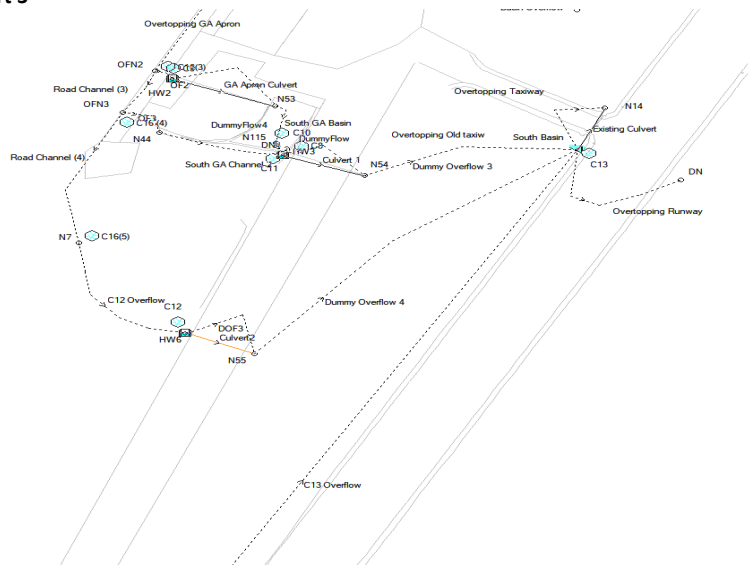 Overtopping GA Apron
OFN2
HW2
OF2
GA Apron Culvert
Road Channel (3)
OFN3
C16 (4)
N44
N53
DummyFlow4
South GA Basin
C10
N115
DummyFlow
C8
HW3
C11
South GA Channel
Culvert 1
N54
Road Channel (4)
Overtopping Taxiway
N14
Existing Culvert
Overtopping Old taxiw
South Basin
C13
Dummy Overflow 3
DN
Overtopping Runway
N7
C16(5)
C12 Overflow
C12
HW6
DOF3
Culvert2
N55
Dummy Overflow 4
C13 Overflow